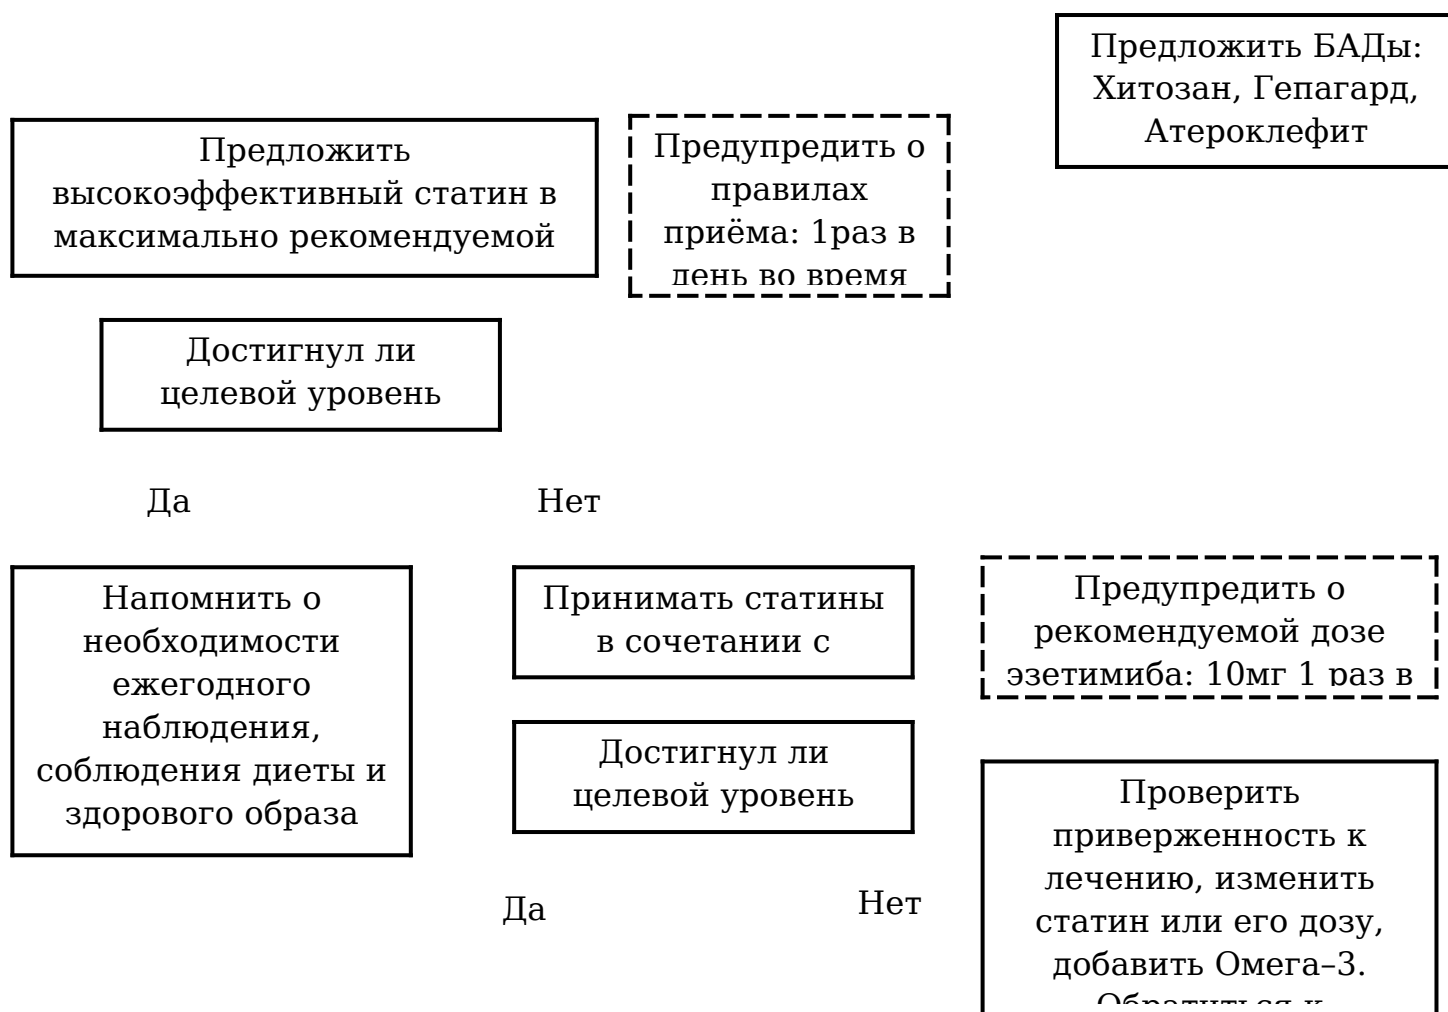 Предложить БАДы:
Хитозан, Гепагард,
Атероклефит
Предложить
высокоэффективный статин в
максимально рекомендуемой
Предупредить о
правилах
приёма: 1раз в
день во время
Достигнул ли
целевой уровень
Да
Нет
Напомнить о
необходимости
ежегодного
наблюдения,
соблюдения диеты и
здорового образа
Принимать статины
в сочетании с
Предупредить о
рекомендуемой дозе
эзетимиба: 10мг 1 раз в
Достигнул ли
целевой уровень
Да
Нет
Проверить
приверженность к
лечению, изменить
статин или его дозу,
добавить Омега–3.
Обратиться к